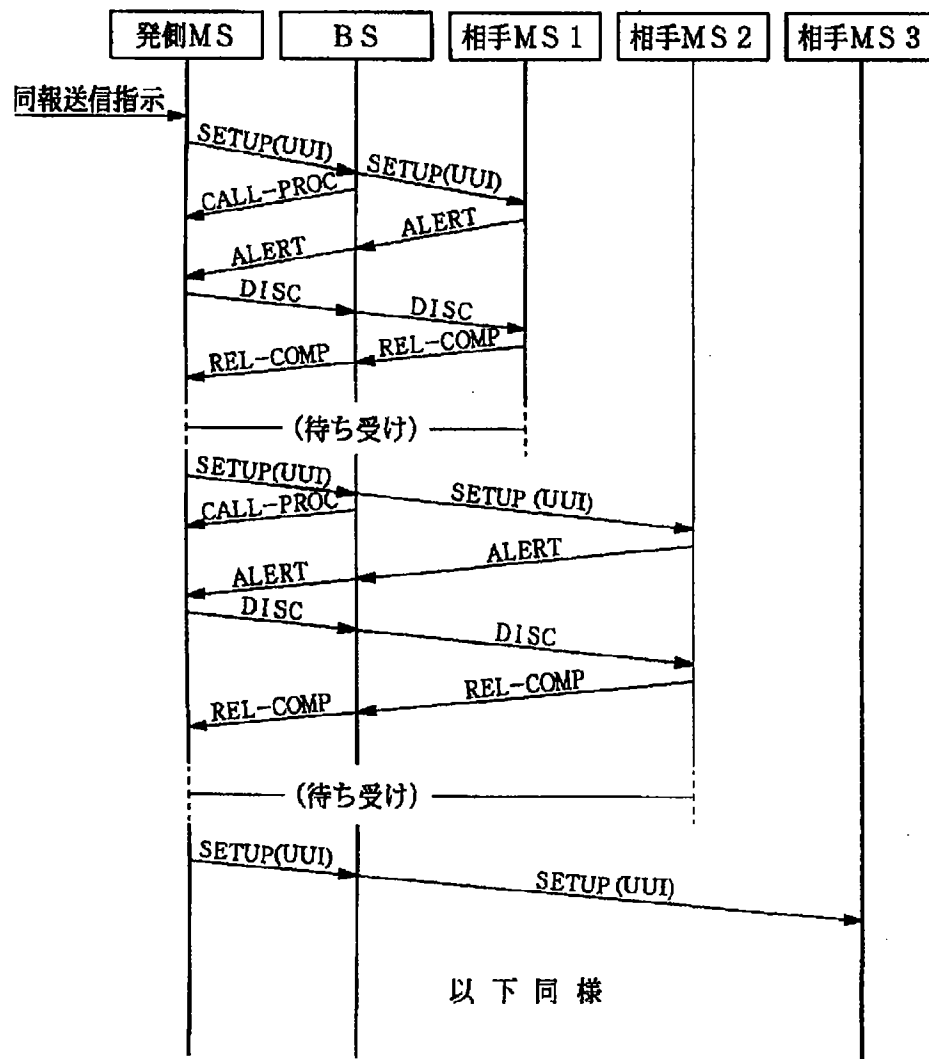 発側MS
BS
相手MS1
相手MS2
相手MS3
同報送信指示
SETUP(UUI)
SETUP(UUI)
CALL-PROC
ALERT
ALERT
DISC
DISC
REL-COMP
REL-COMP
(待ち受け)
SETUP(UUI)
SETUP (UUI)
CALL-PROC
ALERT
ALERT
DISC
DISC
REL-COMP
REL-COMP
(待ち受け)
SETUP(UUI)
SETUP (UUI)
以下同様